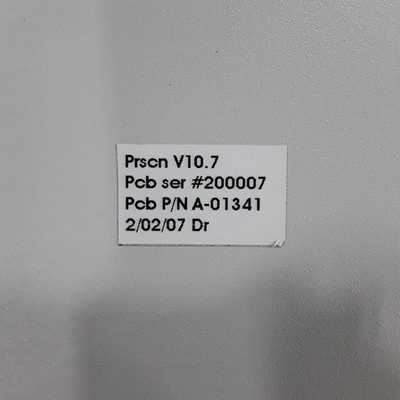 Prscn V10.7
Pcb ser #200007
Pcb P/N A-01341
2/02/07 Dr